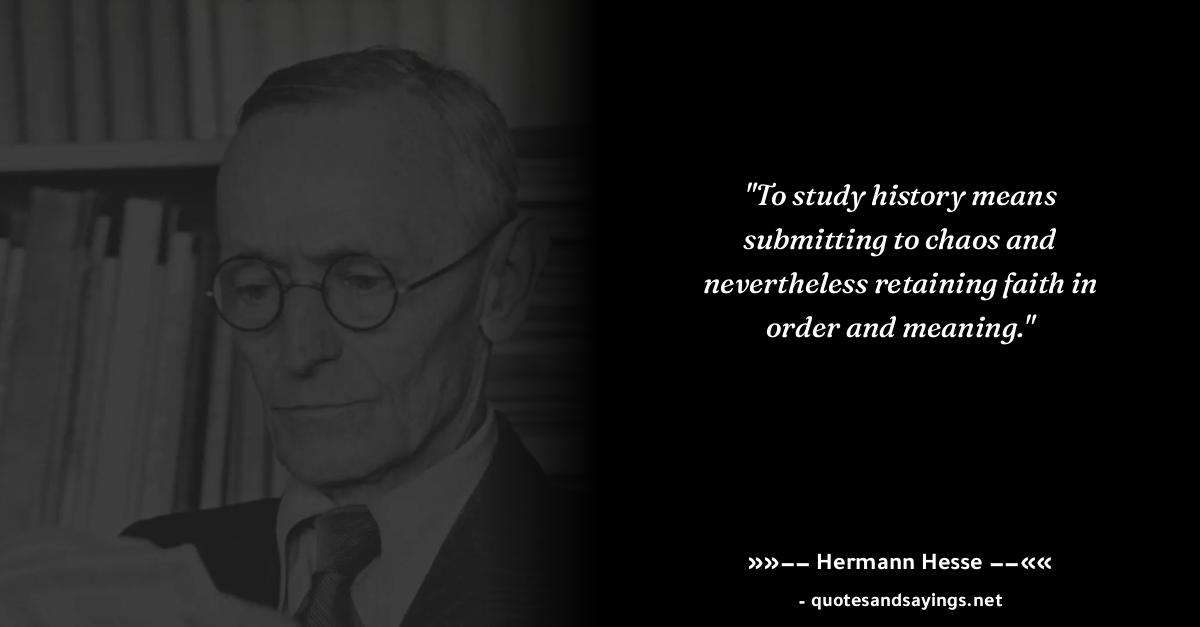 "To study history means
submitting to chaos and
nevertheless retaining faith in
order and meaning."
»»−− Hermann Hesse −−««
- quotesandsayings.net